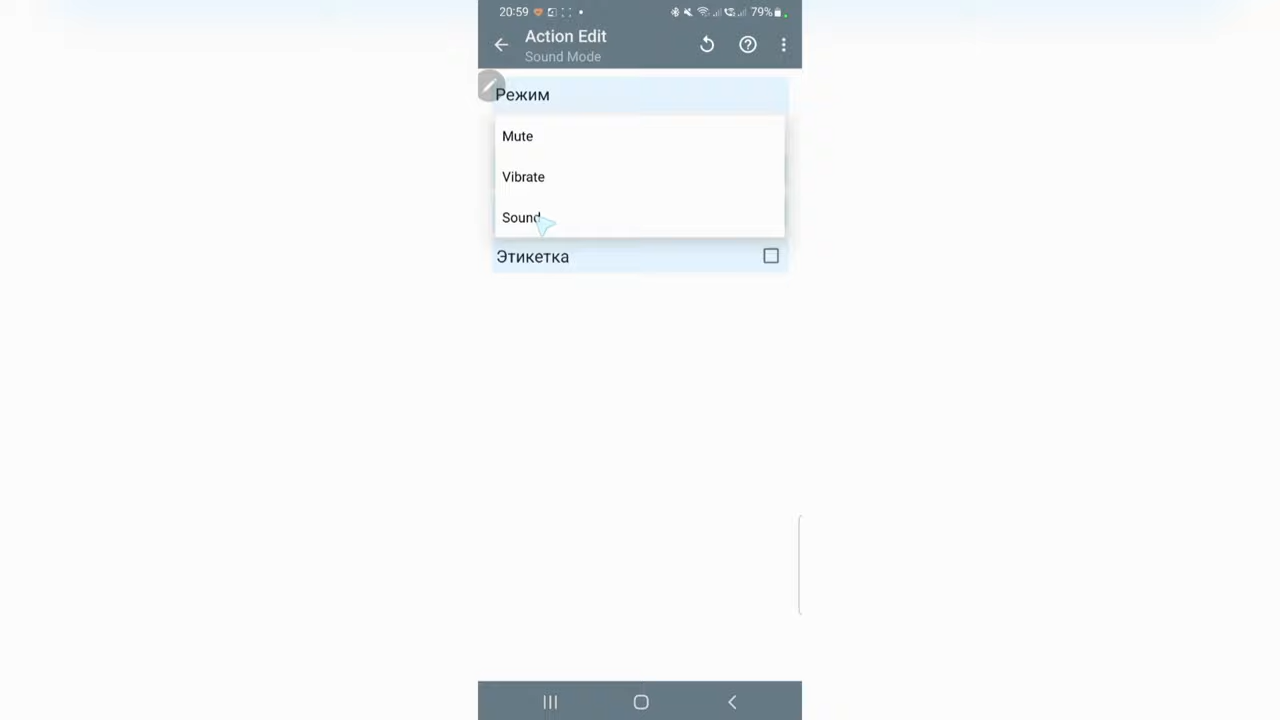 20:59 79%
Action Edit
Sound Mode
Режим
Mute
Vibrate
Sound
Этикетка